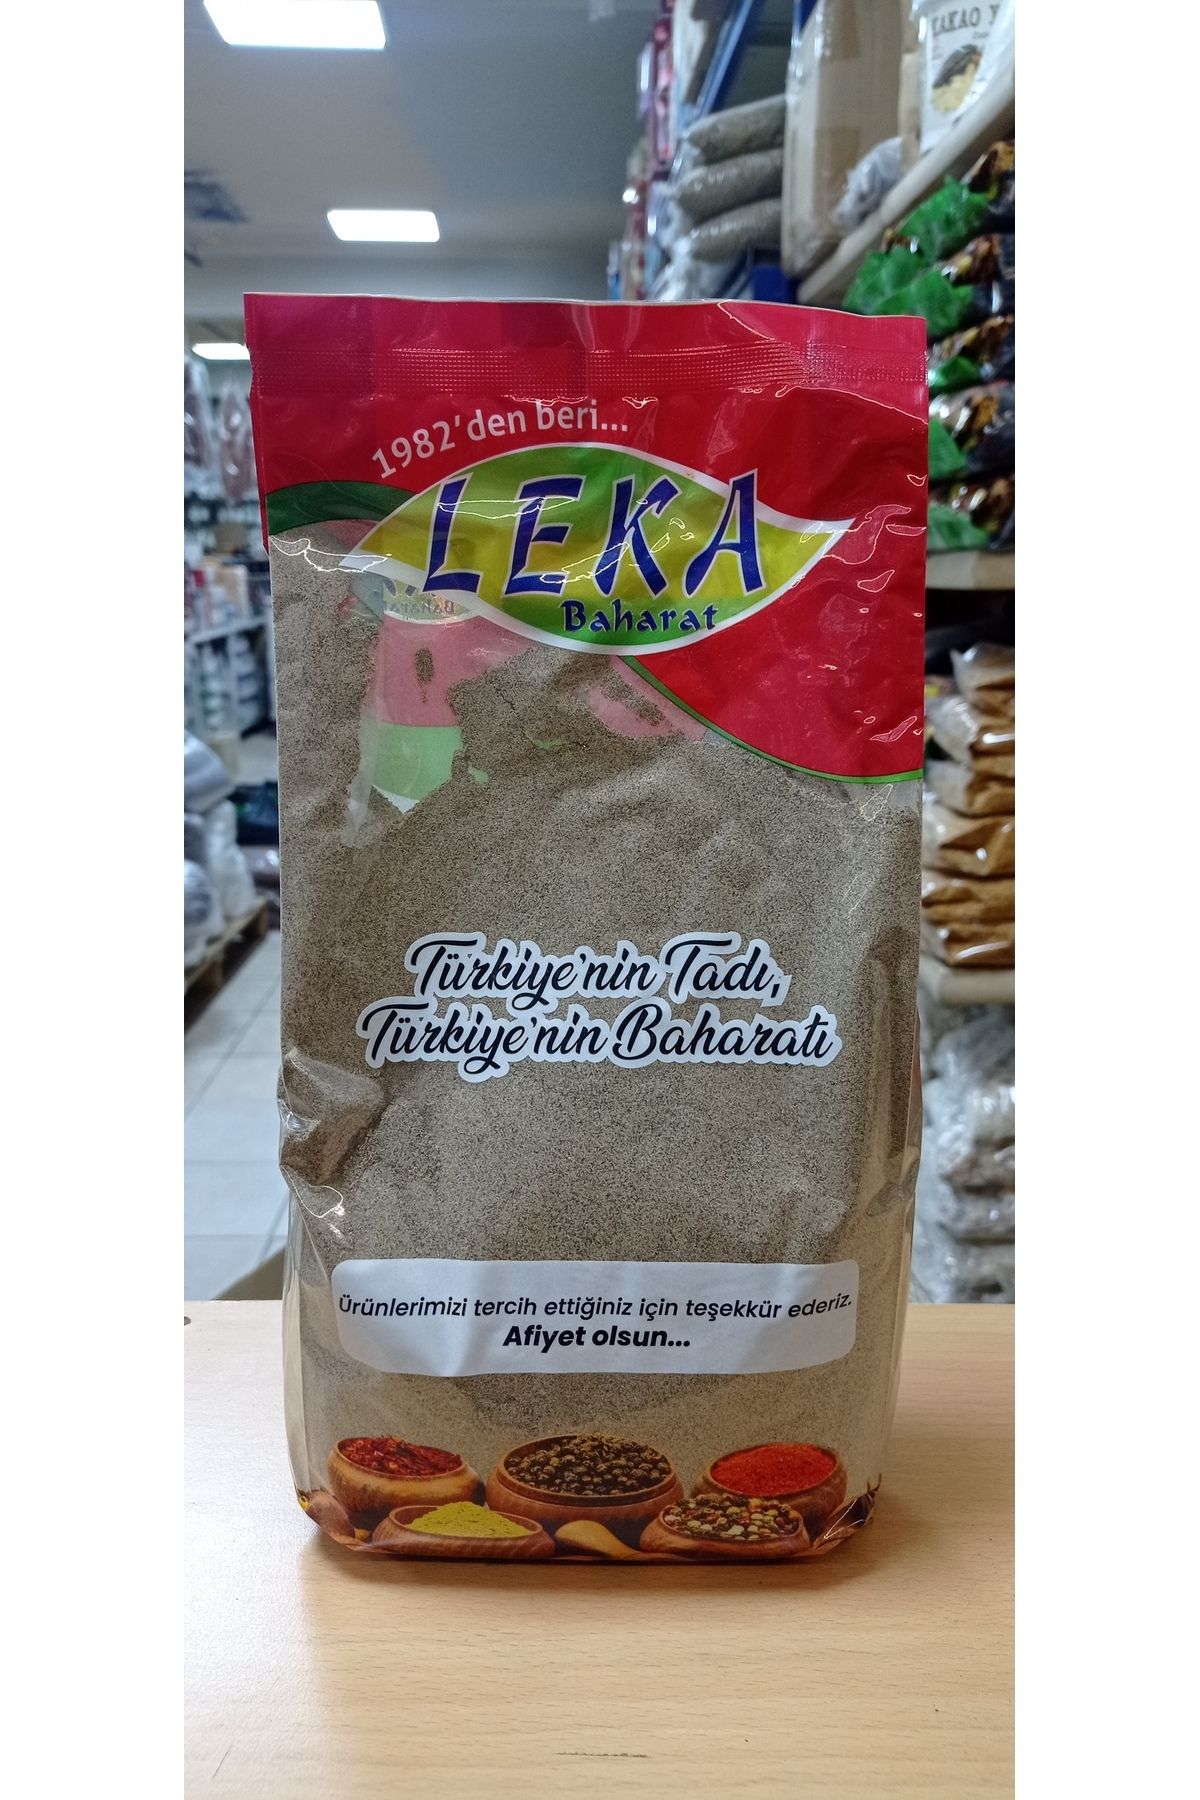 KAKAO Y
1982'den beri...
LEKA
Baharat
Türkiye'nin Tadı,
Türkiye'nin Baharatı
Ürünlerimizi tercih ettiğiniz için teşekkür ederiz.
Afiyet olsun...